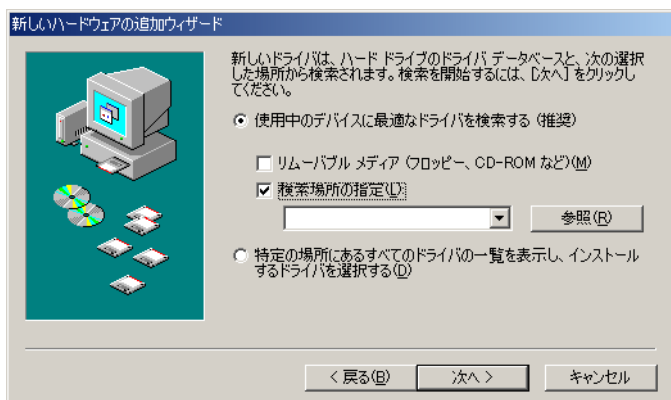 新しいハードウェアの追加ウィザード
新しいドライバは、ハード ドライブのドライバ データベースと、次の選択
した場所から検索されます。検索を開始するには、[次へ] をクリックし
てください。
使用中のデバイスに最適なドライバを検索する (推奨)
リムーバブル メディア (フロッピー、CD-ROM など)(M)
検索場所の指定(L)
参照(R)
特定の場所にあるすべてのドライバの一覧を表示し、インストール
するドライバを選択する(D)
< 戻る(B)
次へ >
キャンセル